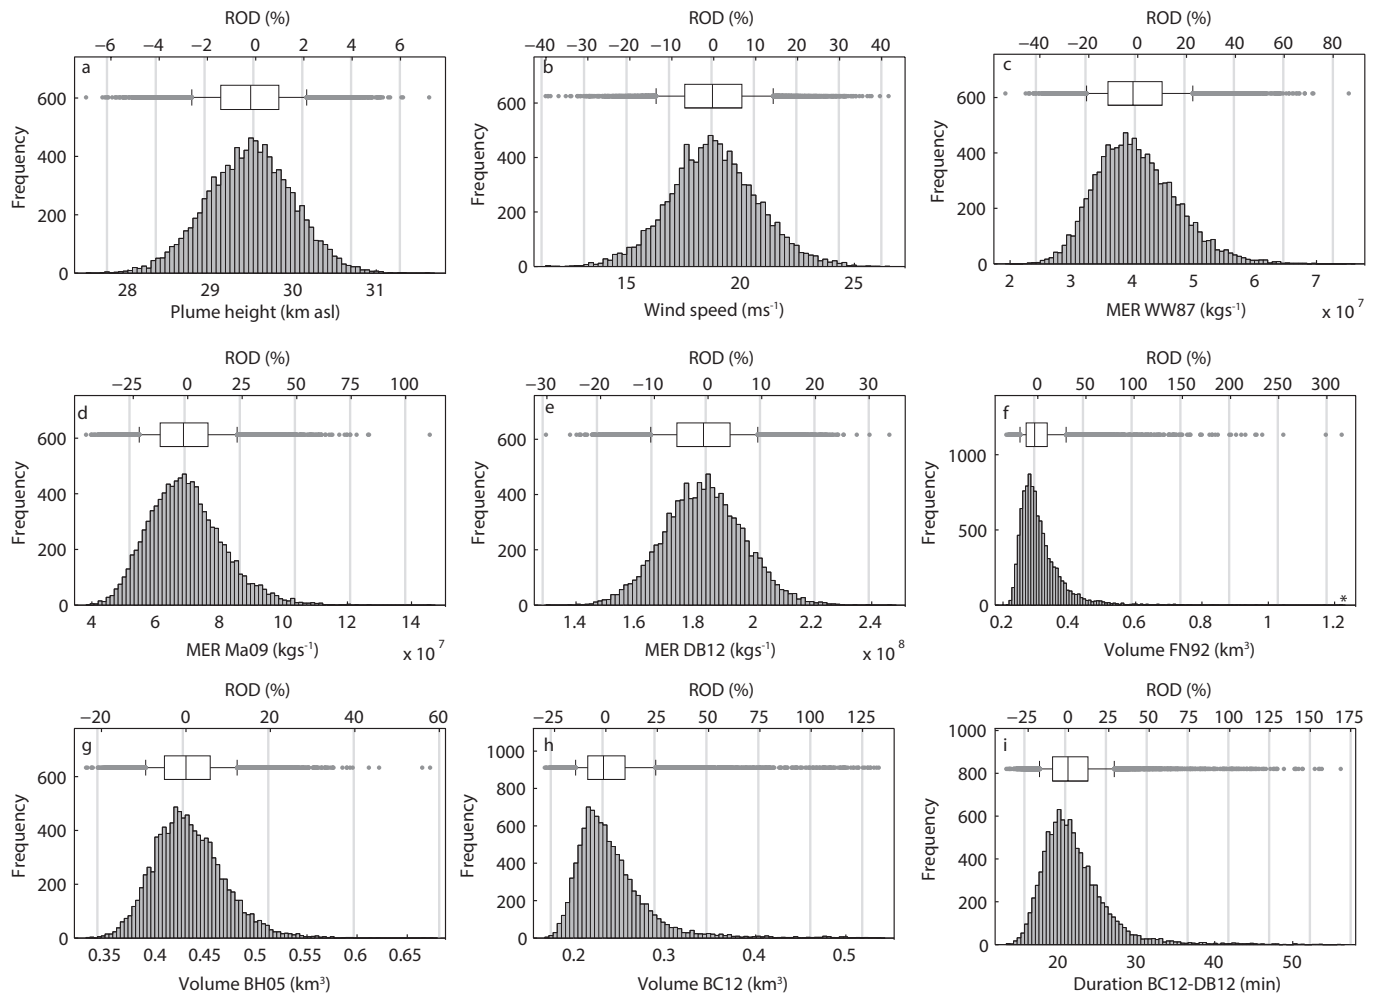 ROD (%)
ROD (%)
ROD (%)
−6 −4 −2 0 2 4 6
−40 −30 −20 −10 0 10 20 30 40
−40 −20 0 20 40 60 80
a
b
c
Frequency
600
400
200
0
Frequency
600
400
200
0
Frequency
600
400
200
0
28 29 30 31
15 20 25
2 3 4 5 6 7
Plume height (km asl)
Wind speed (ms-1)
MER WW87 (kgs-1)
x 10 7
ROD (%)
ROD (%)
ROD (%)
−25 0 25 50 75 100
−30 −20 −10 0 10 20 30
0 50 100 150 200 250 300
d
e
f
Frequency
600
400
200
0
Frequency
600
400
200
0
Frequency
1000
500
0
*
4 6 8 10 12 14
1.4 1.6 1.8 2 2.2 2.4
0.2 0.4 0.6 0.8 1 1.2
MER Ma09 (kgs-1)
x 10 7
MER DB12 (kgs-1)
x 10 8
Volume FN92 (km3)
ROD (%)
ROD (%)
ROD (%)
−20 0 20 40 60
−25 0 25 50 75 100 125
−25 0 25 50 75 100 125 150 175
g
h
i
Frequency
600
400
200
0
Frequency
1000
800
600
400
200
0
Frequency
1000
800
600
400
200
0
0.35 0.4 0.45 0.5 0.55 0.6 0.65
0.2 0.3 0.4 0.5
20 30 40 50
Volume BH05 (km3)
Volume BC12 (km3)
Duration BC12-DB12 (min)